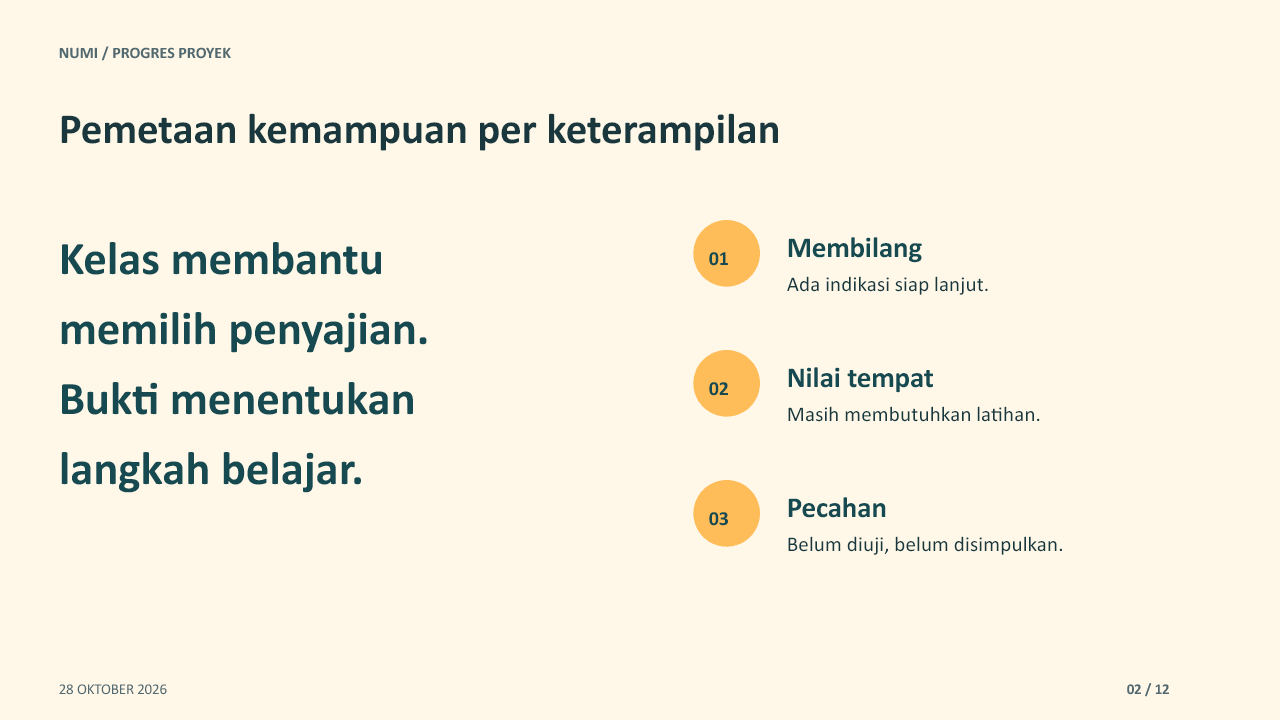 NUMI / PROGRES PROYEK
Pemetaan kemampuan per keterampilan
Kelas membantu
memilih penyajian.
Bukti menentukan
langkah belajar.
01
Membilang
Ada indikasi siap lanjut.
02
Nilai tempat
Masih membutuhkan latihan.
03
Pecahan
Belum diuji, belum disimpulkan.
28 OKTOBER 2026
02 / 12